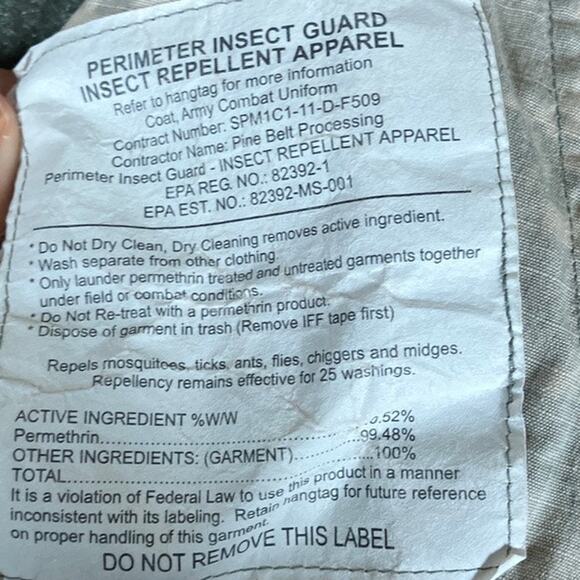 PERIMETER INSECT GUARD
INSECT REPELLENT APPAREL
Refer to hangtag for more information
Coat, Army Combat Uniform
Contract Number: SPM1C1-11-D-F509
Contractor Name: Pine Belt Processing
Perimeter Insect Guard - INSECT REPELLENT APPAREL
EPA REG. NO.: 82392-1
EPA EST. NO.: 82392-MS-001
* Do Not Dry Clean, Dry Cleaning removes active ingredient.
* Wash separate from other clothing.
* Only launder permethrin treated and untreated garments together
under field or combat conditions.
* Do Not Re-treat with a permethrin product.
* Dispose of garment in trash (Remove IFF tape first)
Repels mosquitoes, ticks, ants, flies, chiggers and midges.
Repellency remains effective for 25 washings.
ACTIVE INGREDIENT %W/W
Permethrin.............................................0.52%
OTHER INGREDIENTS: (GARMENT)...............99.48%
TOTAL....................................................100%
It is a violation of Federal Law to use this product in a manner
inconsistent with its labeling. Retain hangtag for future reference
on proper handling of this garment.
DO NOT REMOVE THIS LABEL